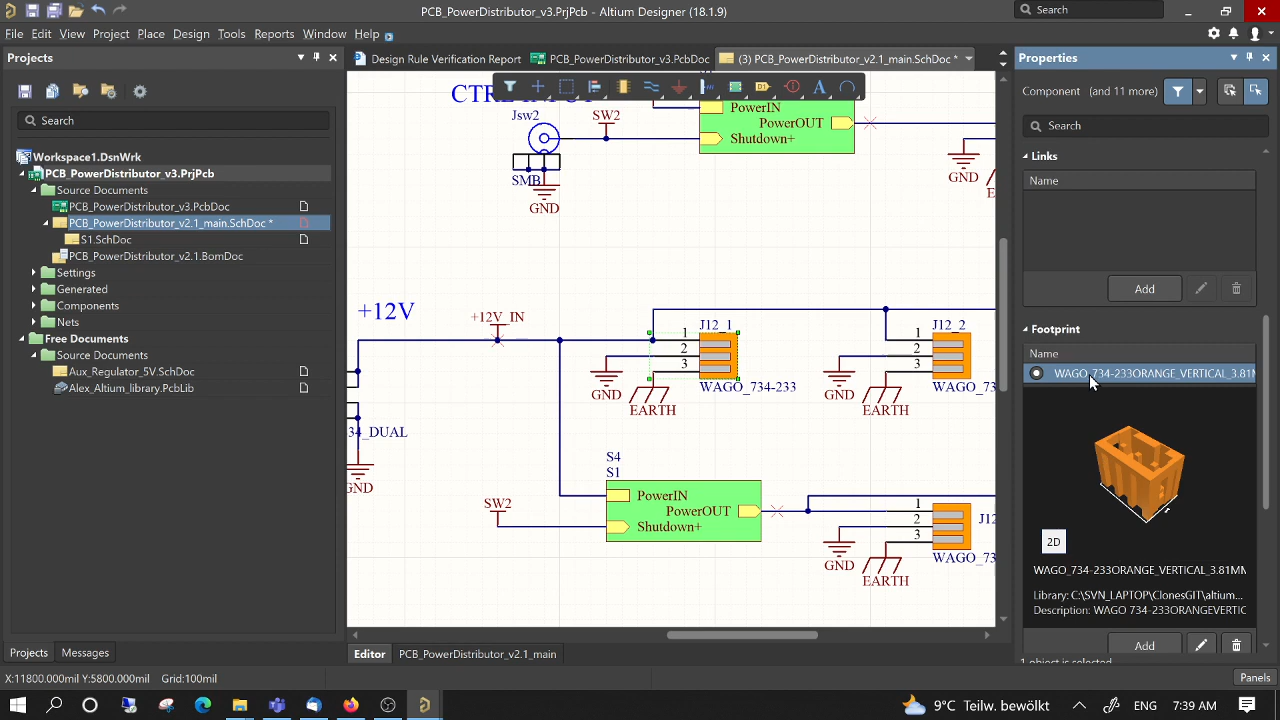 PCB_PowerDistributor_v3.PrjPcb - Altium Designer (18.1.9)
Search
File Edit View Project Place Design Tools Reports Window Help
Projects
Search
Workspace1.DsnWrk
PCB_PowerDistributor_v3.PrjPcb
Source Documents
PCB_PowerDistributor_v3.PcbDoc
PCB_PowerDistributor_v2.1_main.SchDoc *
S1.SchDoc
PCB_PowerDistributor_v2.1.BomDoc
Settings
Generated
Components
Nets
Free Documents
Source Documents
Aux_Regulator_5V.SchDoc
Alex_Altium_library.PcbLib
Projects Messages
Design Rule Verification Report
PCB_PowerDistributor_v3.PcbDoc
(3) PCB_PowerDistributor_v2.1_main.SchDoc *
CTRL INPUT
Jsw2
SW2
SMB
GND
PowerIN
PowerOUT
Shutdown+
GND
E
+12V
+12V_IN
J12_1
1
2
3
GND
EARTH
WAGO_734-233
J12_2
1
2
3
GND
EARTH
WAGO_73
34_DUAL
GND
S4
S1
SW2
PowerIN
PowerOUT
Shutdown+
1
2
3
J12
GND
EARTH
WAGO_73
Editor PCB_PowerDistributor_v2.1_main
Properties
Component (and 11 more)
Search
Links
Name
Add
Footprint
Name
WAGO_734-233ORANGE_VERTICAL_3.81M
2D
WAGO_734-233ORANGE_VERTICAL_3.81MM
Library: C:\SVN_LAPTOP\ClonesGIT\altium...
Description: WAGO 734-233ORANGEVERTIC
Add
1 object is selected
X:11800.000mil Y:5800.000mil Grid:100mil
Panels
9°C Teilw. bewölkt
ENG
7:39 AM